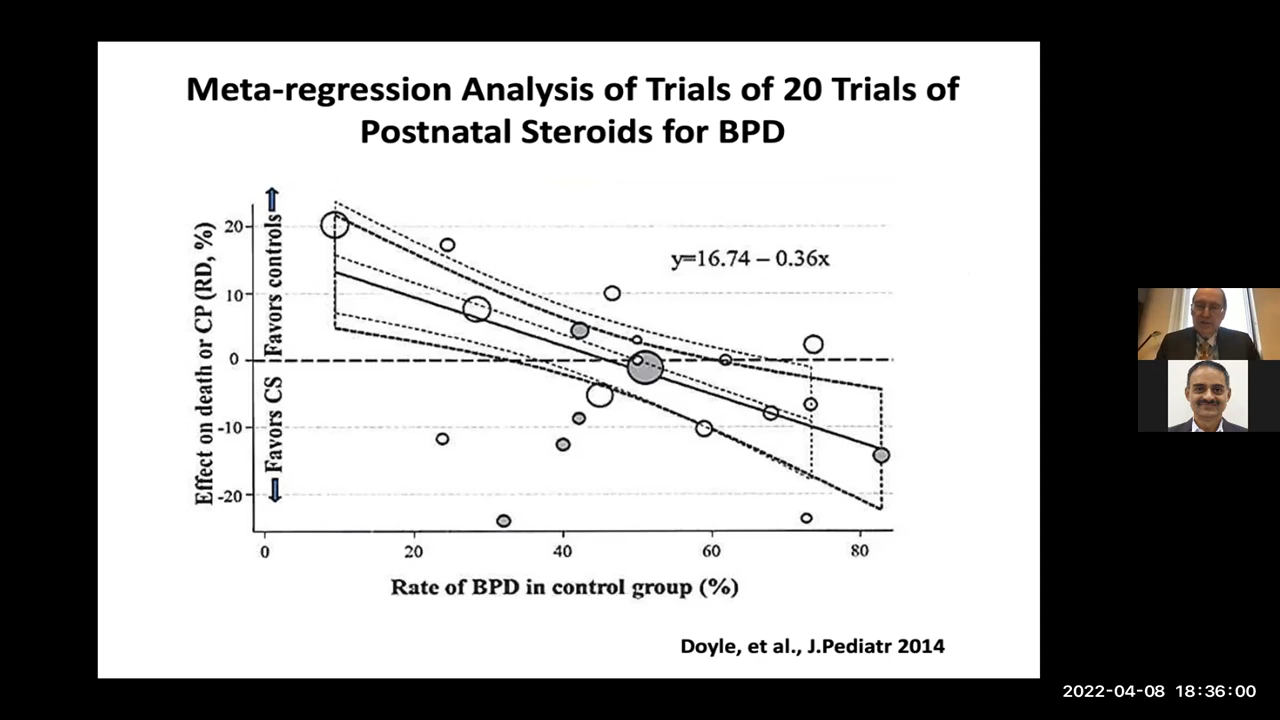 Meta-regression Analysis of Trials of 20 Trials of
Postnatal Steroids for BPD
Effect on death or CP (RD, %)
Favors controls
Favors CS
y=16.74 – 0.36x
20
10
0
-10
-20
0 20 40 60 80
Rate of BPD in control group (%)
Doyle, et al., J.Pediatr 2014
2022-04-08 18:36:00